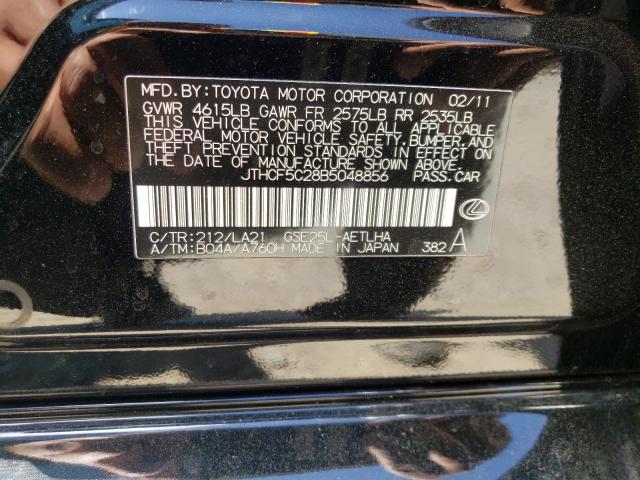 MFD.BY:TOYOTA MOTOR CORPORATION 02/11
GVWR 4615LB GAWR FR 2575LB RR 2535LB
THIS VEHICLE CONFORMS TO ALL APPLICABLE
FEDERAL MOTOR VEHICLE SAFETY,BUMPER,AND
THEFT PREVENTION STANDARDS IN EFFECT ON
THE DATE OF MANUFACTURE SHOWN ABOVE.
JTHCF5C28B5048856 PASS.CAR
C/TR:212/LA21 GSE25L-AETLHA
A/TM:B04A/A760H MADE IN JAPAN 382 A